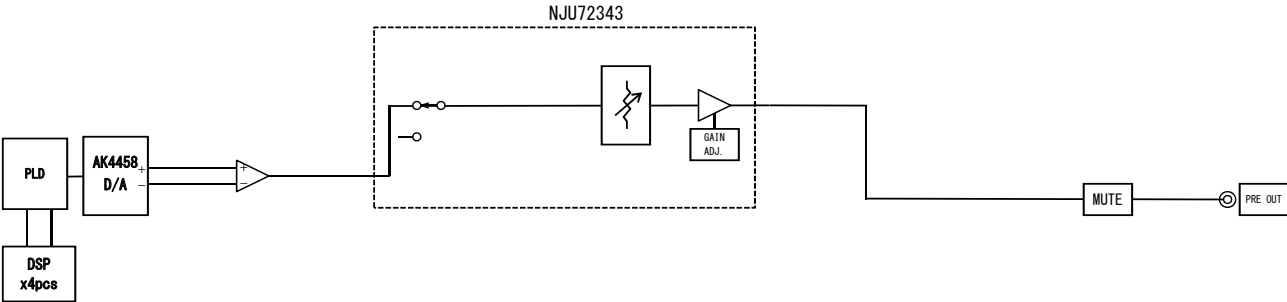 NJU72343
GAIN
ADJ.
PLD
AK4458
D/A
+
−
+
−
MUTE
PRE OUT
DSP
x4pcs